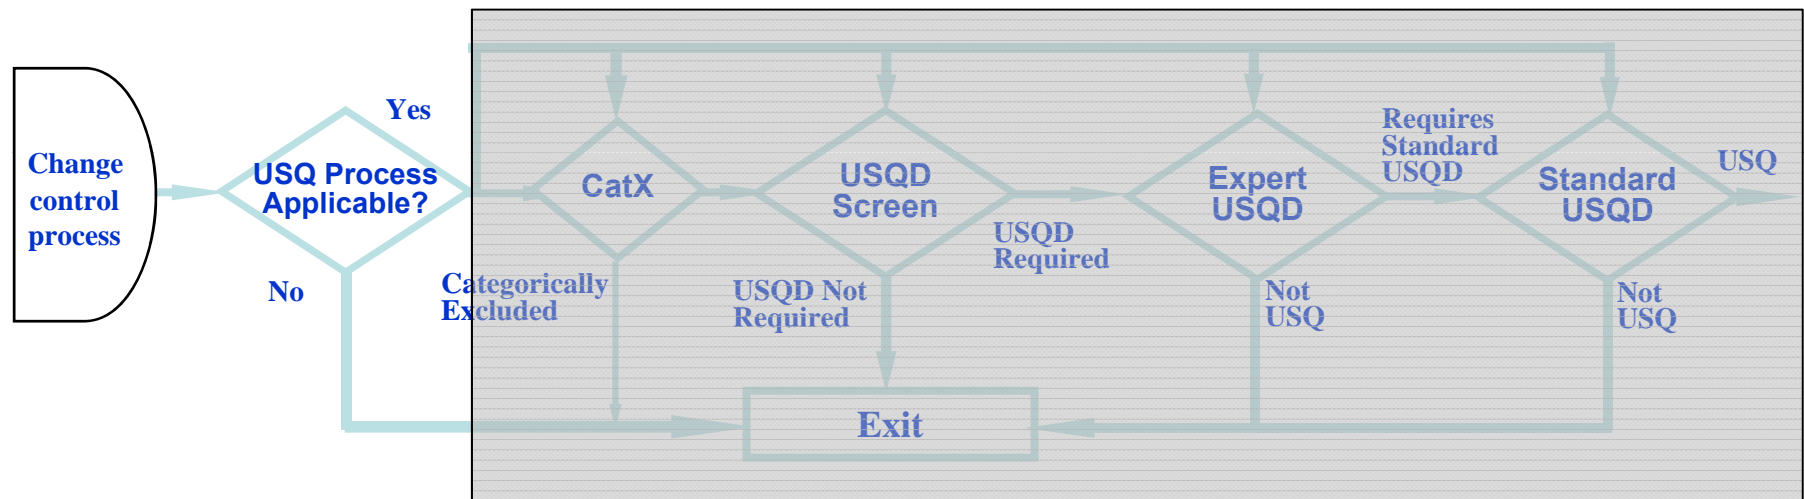 Change
control
process
Yes
USQ Process
Applicable?
No
CatX
Categorically
Excluded
USQD
Screen
USQD Not
Required
USQD
Required
Expert
USQD
Not
USQ
Requires
Standard
USQD
Standard
USQD
Not
USQ
USQ
Exit